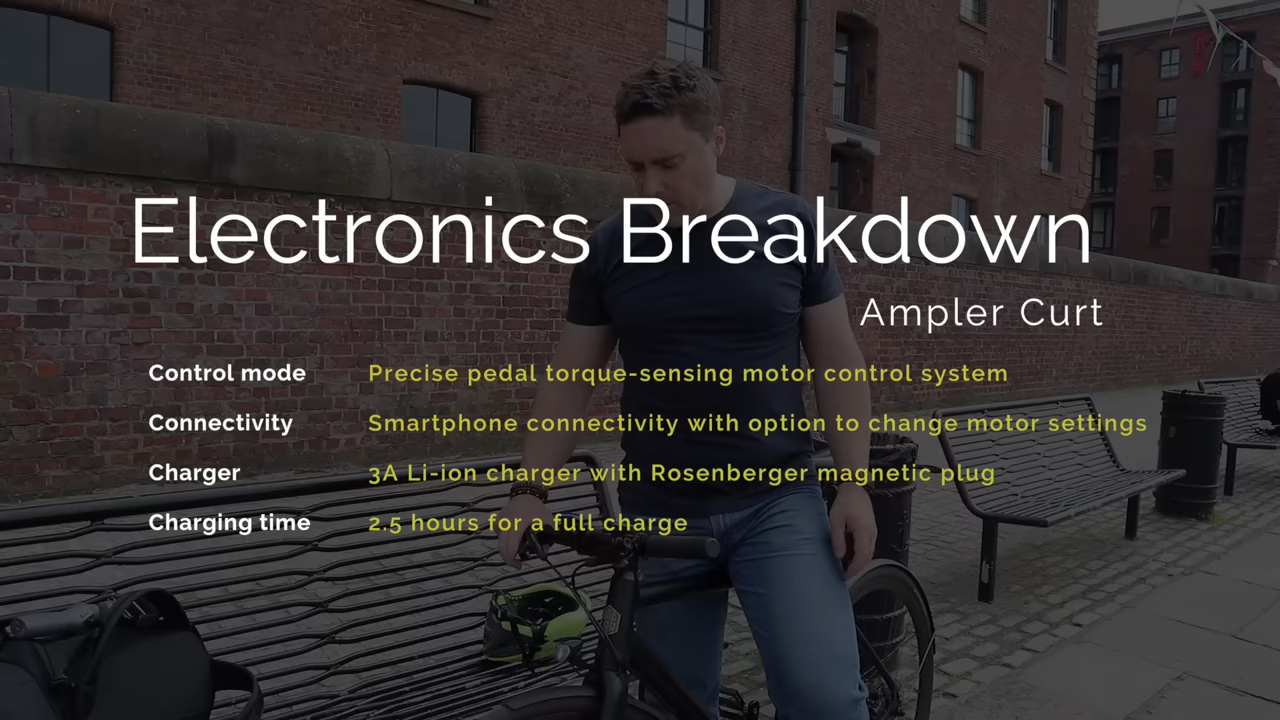 Electronics Breakdown
Ampler Curt
Control mode Precise pedal torque-sensing motor control system
Connectivity Smartphone connectivity with option to change motor settings
Charger 3A Li-ion charger with Rosenberger magnetic plug
Charging time 2.5 hours for a full charge